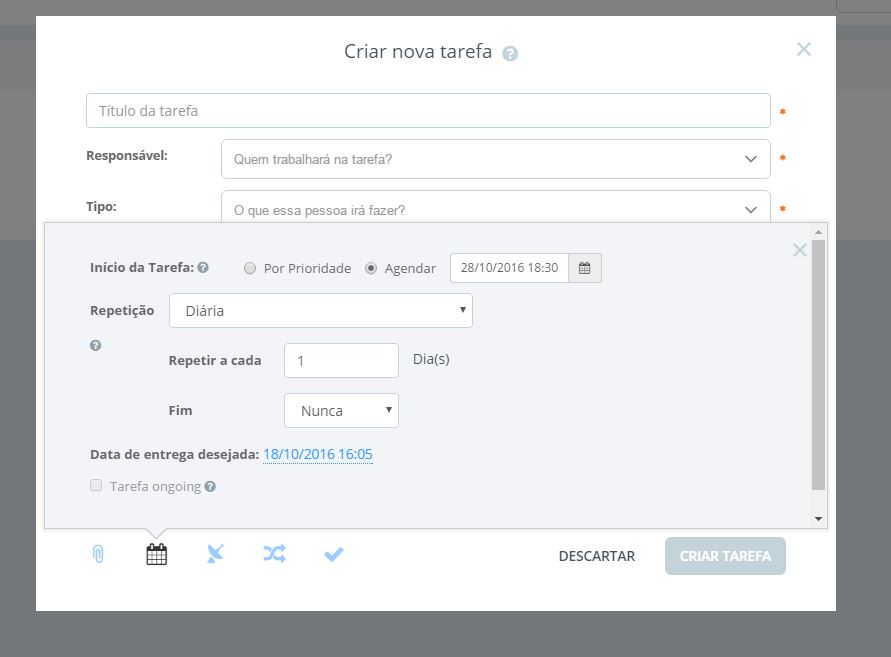 Criar nova tarefa ?
Título da tarefa *
Responsável: Quem trabalhará na tarefa? *
Tipo: O que essa pessoa irá fazer? *
Início da Tarefa: ? Por Prioridade Agendar 28/10/2016 18:30
Repetição Diária
?
Repetir a cada 1 Dia(s)
Fim Nunca
Data de entrega desejada: 18/10/2016 16:05
Tarefa ongoing ?
DESCARTAR CRIAR TAREFA